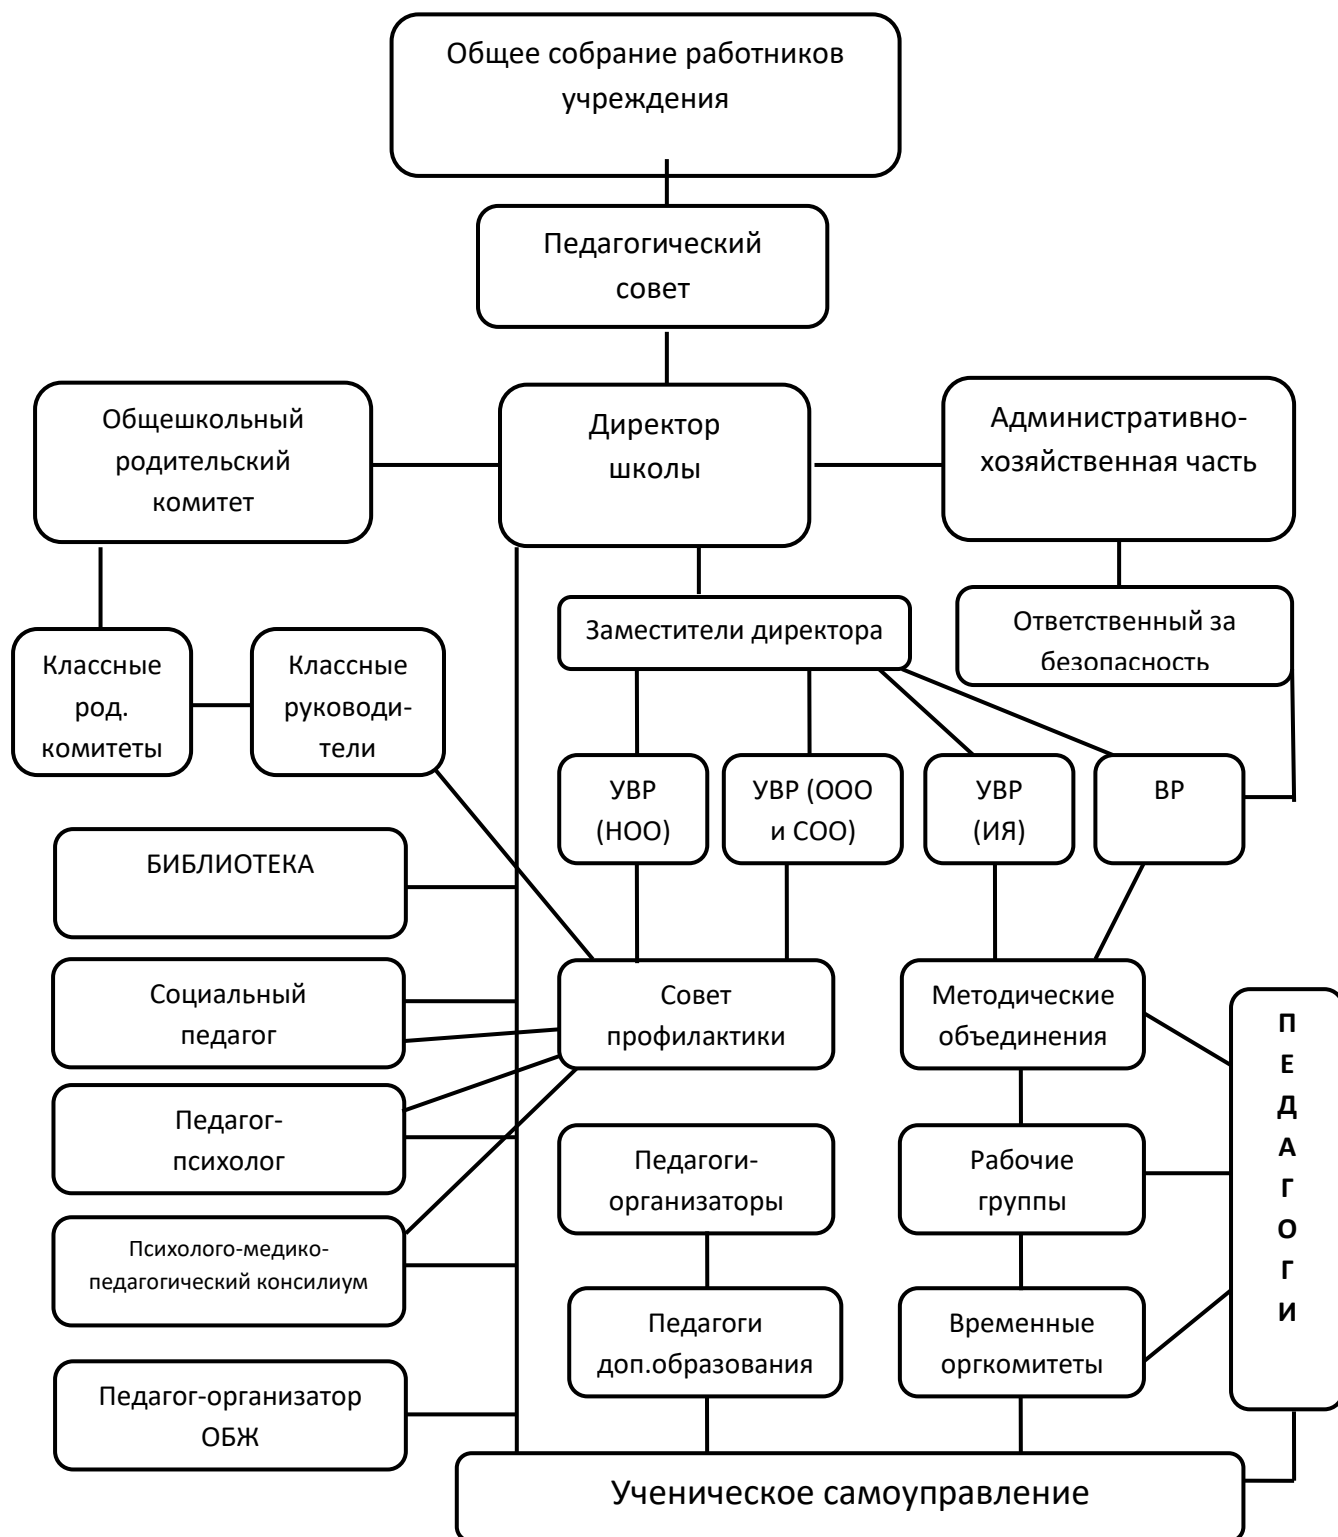 Общее собрание работников
учреждения
Педагогический
совет
Общешкольный
родительский
комитет
Директор
школы
Административно-
хозяйственная часть
Заместители директора
Ответственный за
безопасность
Классные
род.
комитеты
Классные
руководи-
тели
УВР
(НОО)
УВР (ООО
и СОО)
УВР
(ИЯ)
ВР
БИБЛИОТЕКА
Социальный
педагог
Совет
профилактики
Методические
объединения
ПЕДАГОГИ
Педагог-
психолог
Педагоги-
организаторы
Рабочие
группы
Психолого-медико-
педагогический консилиум
Педагоги
доп.образования
Временные
оргкомитеты
Педагог-организатор
ОБЖ
Ученическое самоуправление